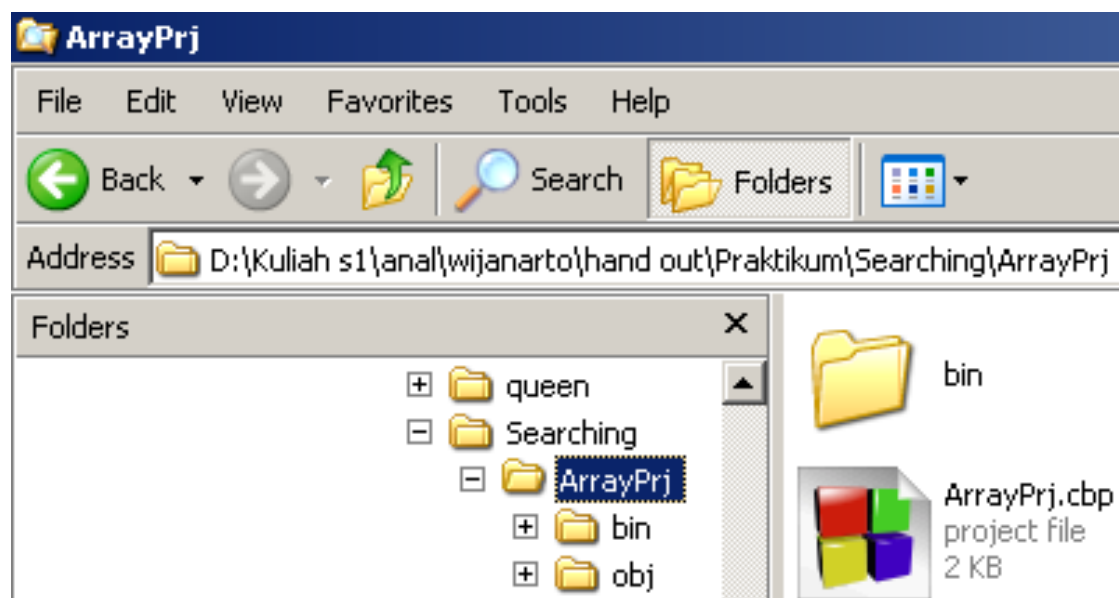 ArrayPrj
File Edit View Favorites Tools Help
Back Search Folders
Address D:\Kuliah s1\anal\wijanarto\hand out\Praktikum\Searching\ArrayPrj
Folders
queen
Searching
ArrayPrj
bin
obj
bin
ArrayPrj.cbp
project file
2 KB